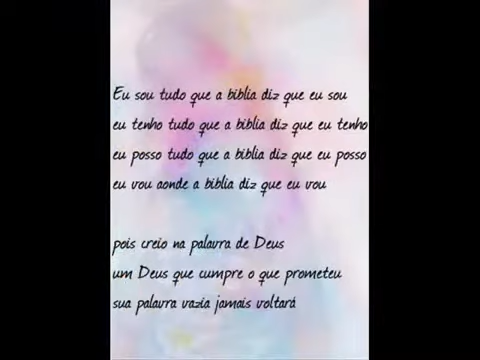 Eu sou tudo que a biblia diz que eu sou
eu tenho tudo que a biblia diz que eu tenho
eu posso tudo que a biblia diz que eu posso
eu vou aonde a biblia diz que eu vou
pois creio na palavra de Deus
um Deus que cumpre o que prometeu
sua palavra vazia jamais voltará